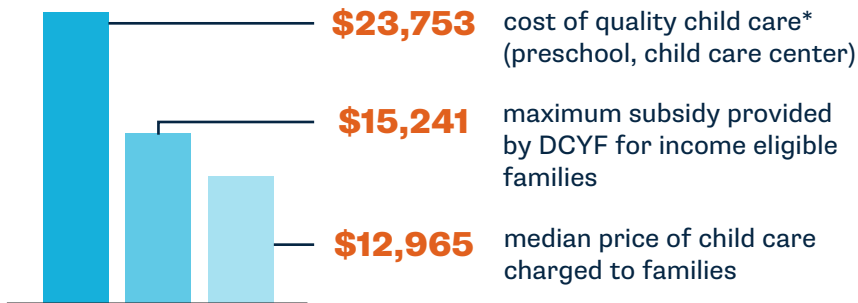 $23,753 cost of quality child care*
(preschool, child care center)
$15,241 maximum subsidy provided
by DCYF for income eligible
families
$12,965 median price of child care
charged to families